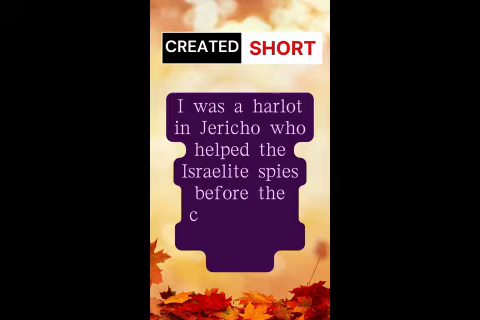 CREATED SHORT
I was a harlot
in Jericho who
helped the
Israelite spies
before the
c